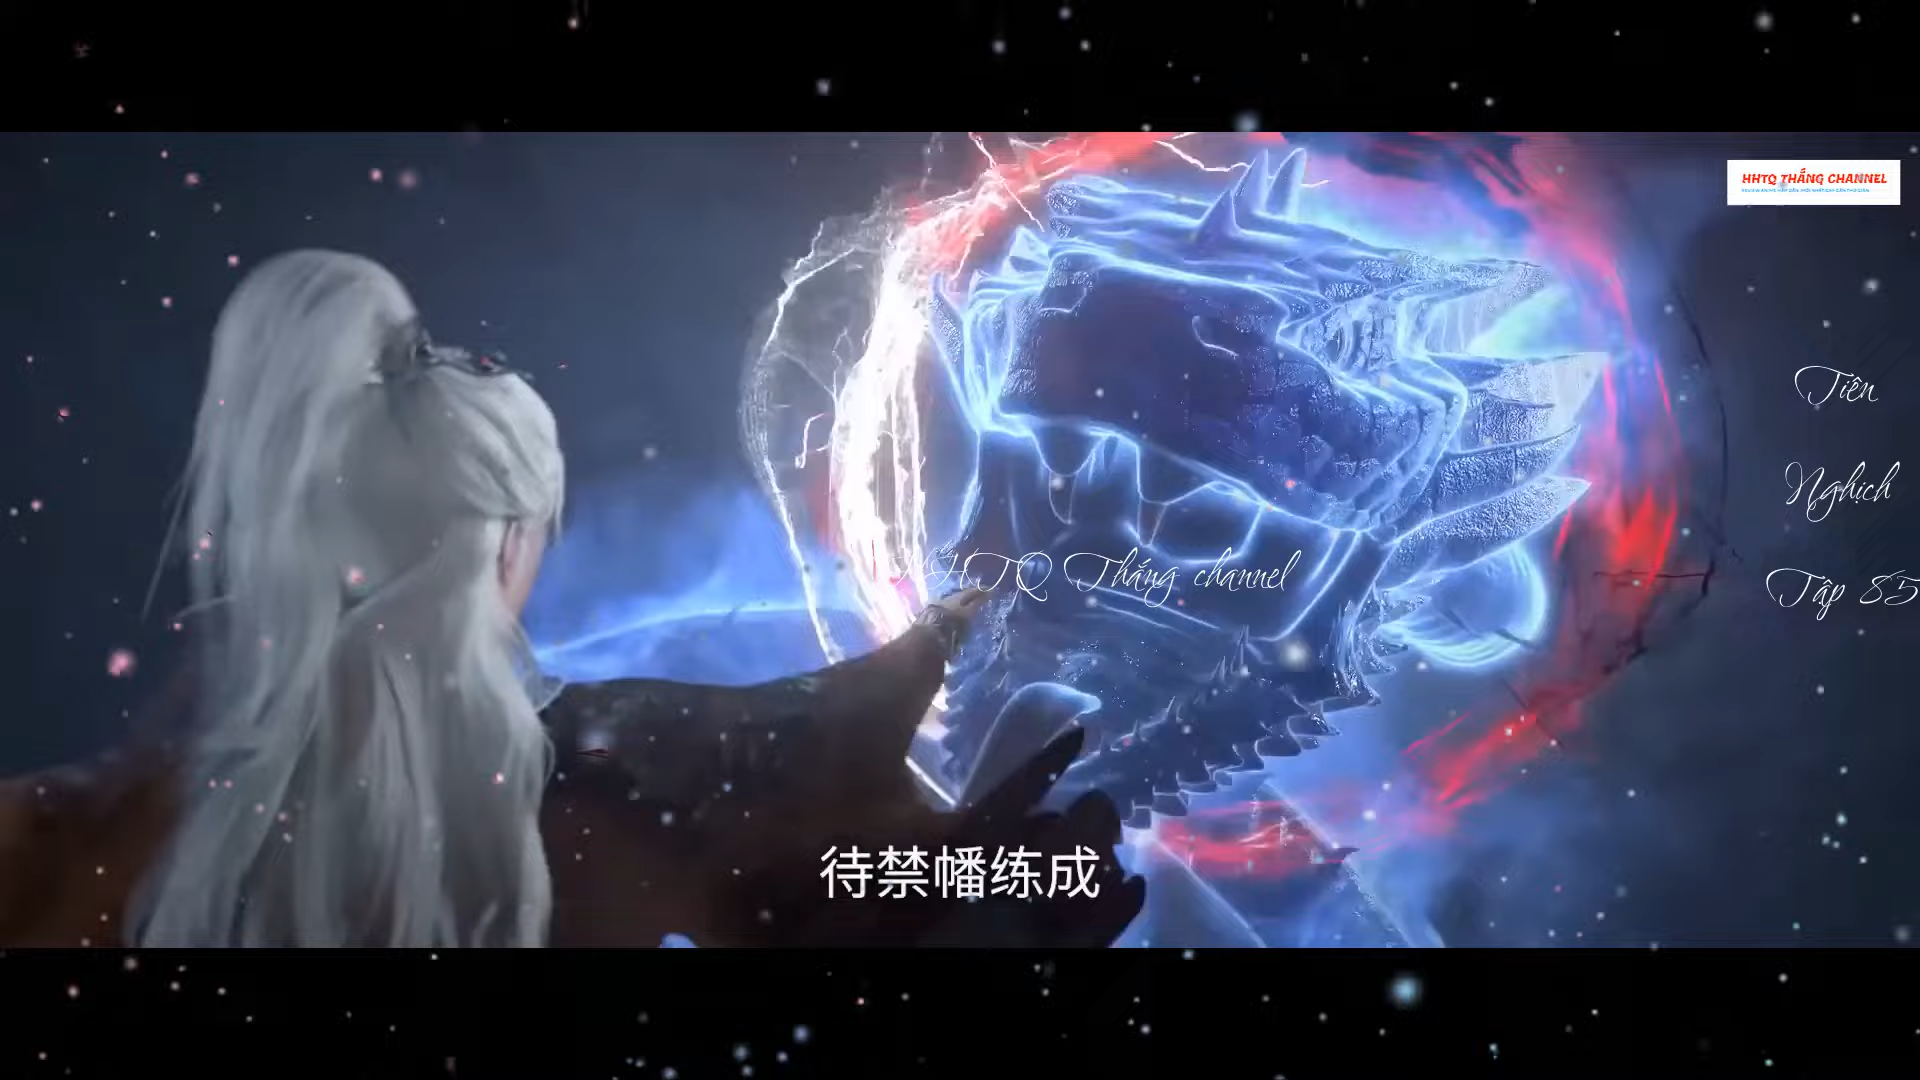 HHTQ THẮNG CHANNEL
Tiên
Nghịch
HHTQ Thắng channel
Tập 85
待禁幡练成